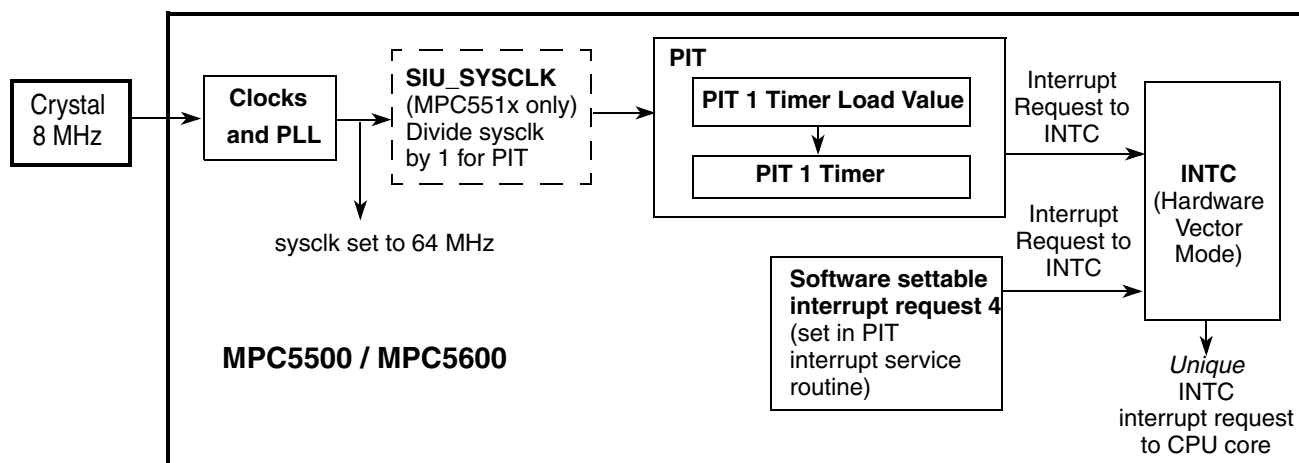 Crystal
8 MHz
Clocks
and PLL
SIU_SYSCLK
(MPC551x only)
Divide sysclk
by 1 for PIT
sysclk set to 64 MHz
PIT
PIT 1 Timer Load Value
PIT 1 Timer
Interrupt
Request to
INTC
Interrupt
Request to
INTC
Software settable
interrupt request 4
(set in PIT
interrupt service
routine)
INTC
(Hardware
Vector
Mode)
MPC5500 / MPC5600
Unique
INTC
interrupt request
to CPU core